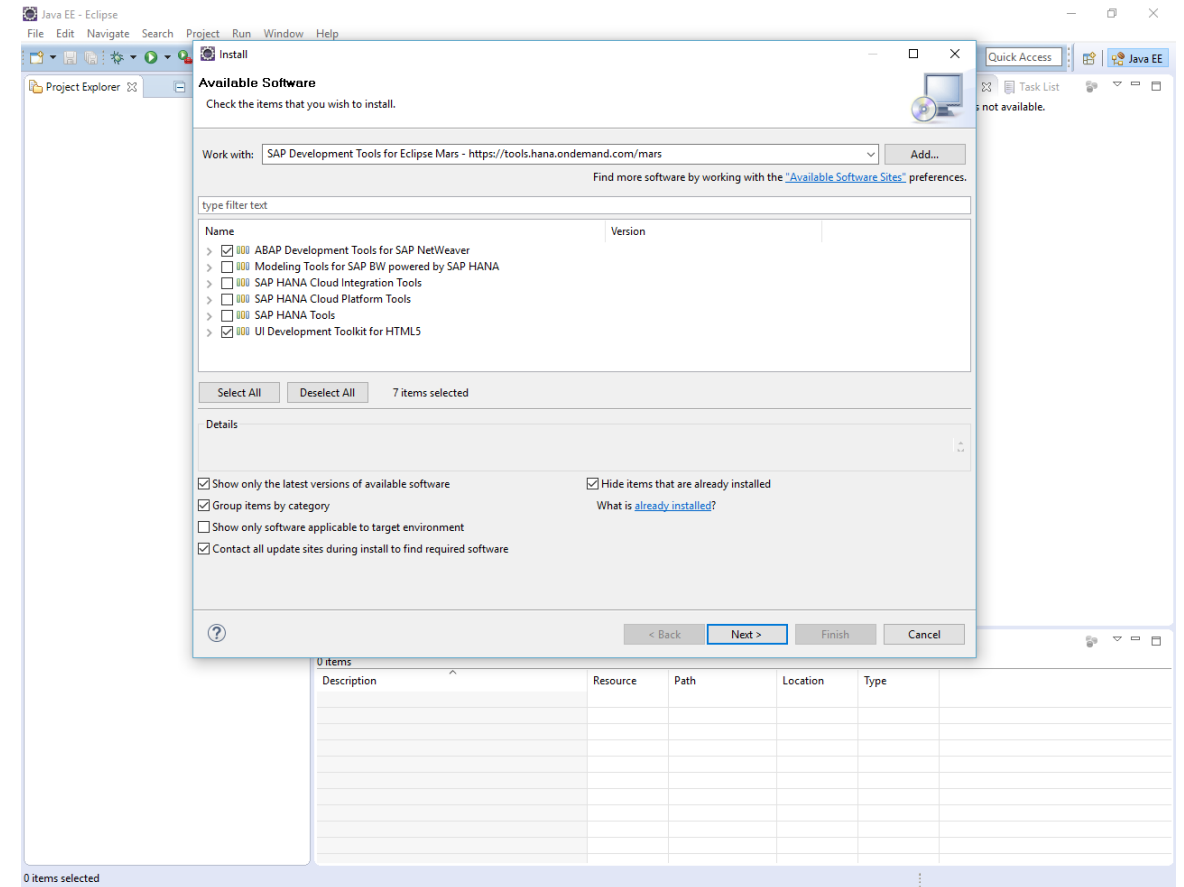 Java EE - Eclipse
File Edit Navigate Search Project Run Window Help
Install
Quick Access
Java EE
Project Explorer
Available Software
Check the items that you wish to install.
Task List
not available.
Work with: SAP Development Tools for Eclipse Mars - https://tools.hana.ondemand.com/mars Add...
Find more software by working with the "Available Software Sites" preferences.
type filter text
Name Version
ABAP Development Tools for SAP NetWeaver
Modeling Tools for SAP BW powered by SAP HANA
SAP HANA Cloud Integration Tools
SAP HANA Cloud Platform Tools
SAP HANA Tools
UI Development Toolkit for HTML5
Select All Deselect All 7 items selected
Details
Show only the latest versions of available software Hide items that are already installed
Group items by category What is already installed?
Show only software applicable to target environment
Contact all update sites during install to find required software
< Back Next > Finish Cancel
0 items
Description Resource Path Location Type
0 items selected